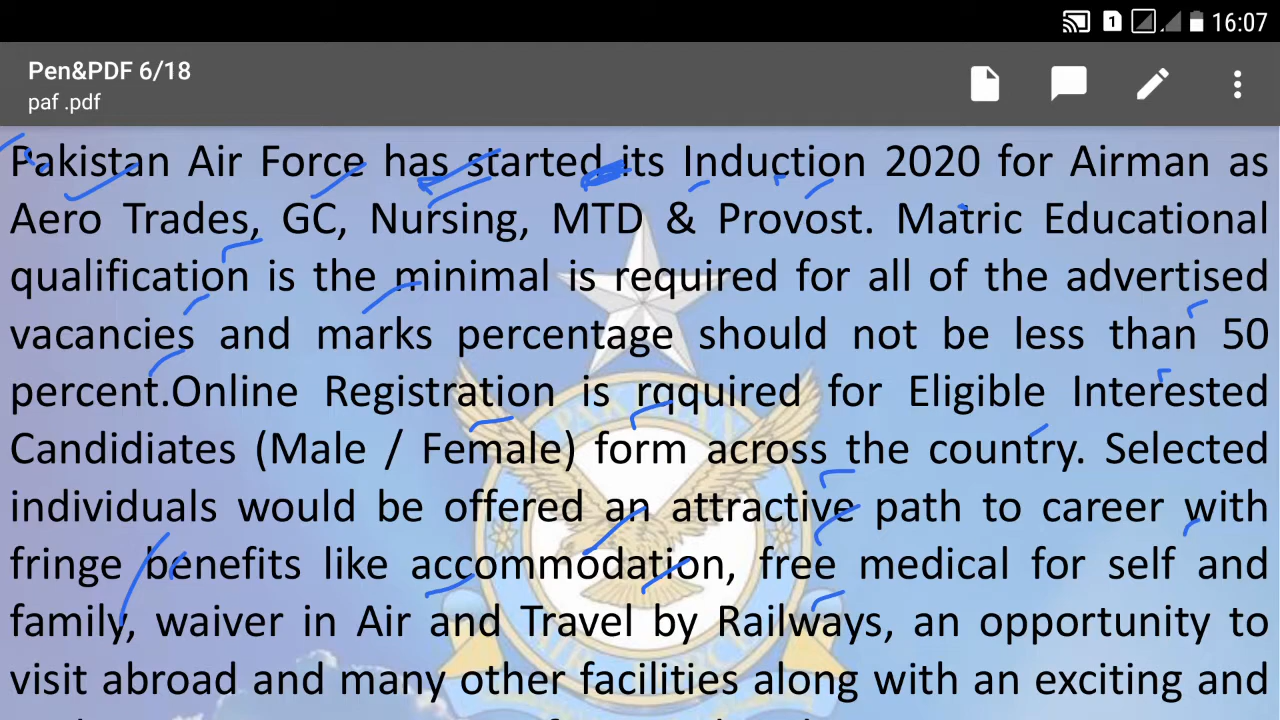 16:07
Pen&PDF 6/18
paf .pdf
Pakistan Air Force has started its Induction 2020 for Airman as
Aero Trades, GC, Nursing, MTD & Provost. Matric Educational
qualification is the minimal is required for all of the advertised
vacancies and marks percentage should not be less than 50
percent.Online Registration is rqquired for Eligible Interested
Candidiates (Male / Female) form across the country. Selected
individuals would be offered an attractive path to career with
fringe benefits like accommodation, free medical for self and
family, waiver in Air and Travel by Railways, an opportunity to
visit abroad and many other facilities along with an exciting and